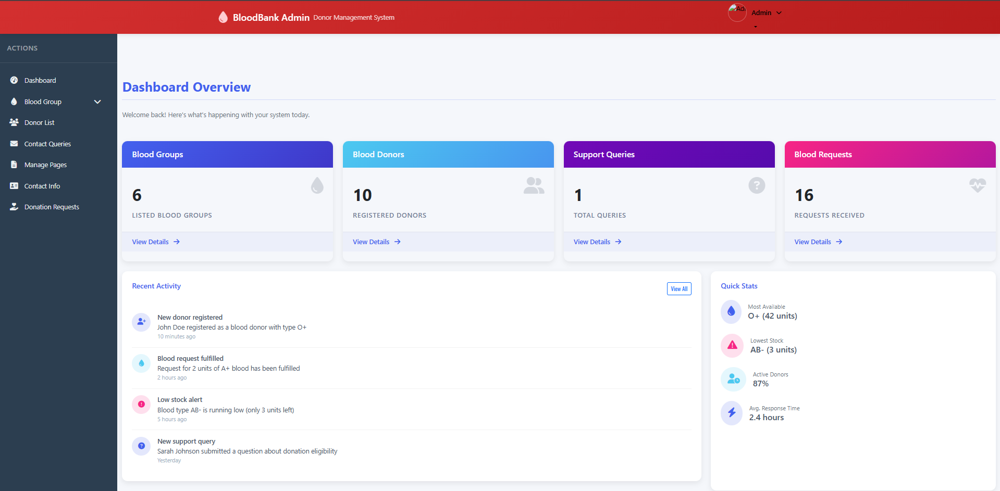 BloodBank Admin Donor Management System
Ad
Admin
ACTIONS
Dashboard
Blood Group
Donor List
Contact Queries
Manage Pages
Contact Info
Donation Requests
Dashboard Overview
Welcome back! Here's what's happening with your system today.
Blood Groups
6
LISTED BLOOD GROUPS
View Details
Blood Donors
10
REGISTERED DONORS
View Details
Support Queries
1
TOTAL QUERIES
View Details
Blood Requests
16
REQUESTS RECEIVED
View Details
Recent Activity
View All
New donor registered
John Doe registered as a blood donor with type O+
10 minutes ago
Blood request fulfilled
Request for 2 units of A+ blood has been fulfilled
2 hours ago
Low stock alert
Blood type AB- is running low (only 3 units left)
5 hours ago
New support query
Sarah Johnson submitted a question about donation eligibility
Yesterday
Quick Stats
Most Available
O+ (42 units)
Lowest Stock
AB- (3 units)
Active Donors
87%
Avg. Response Time
2.4 hours